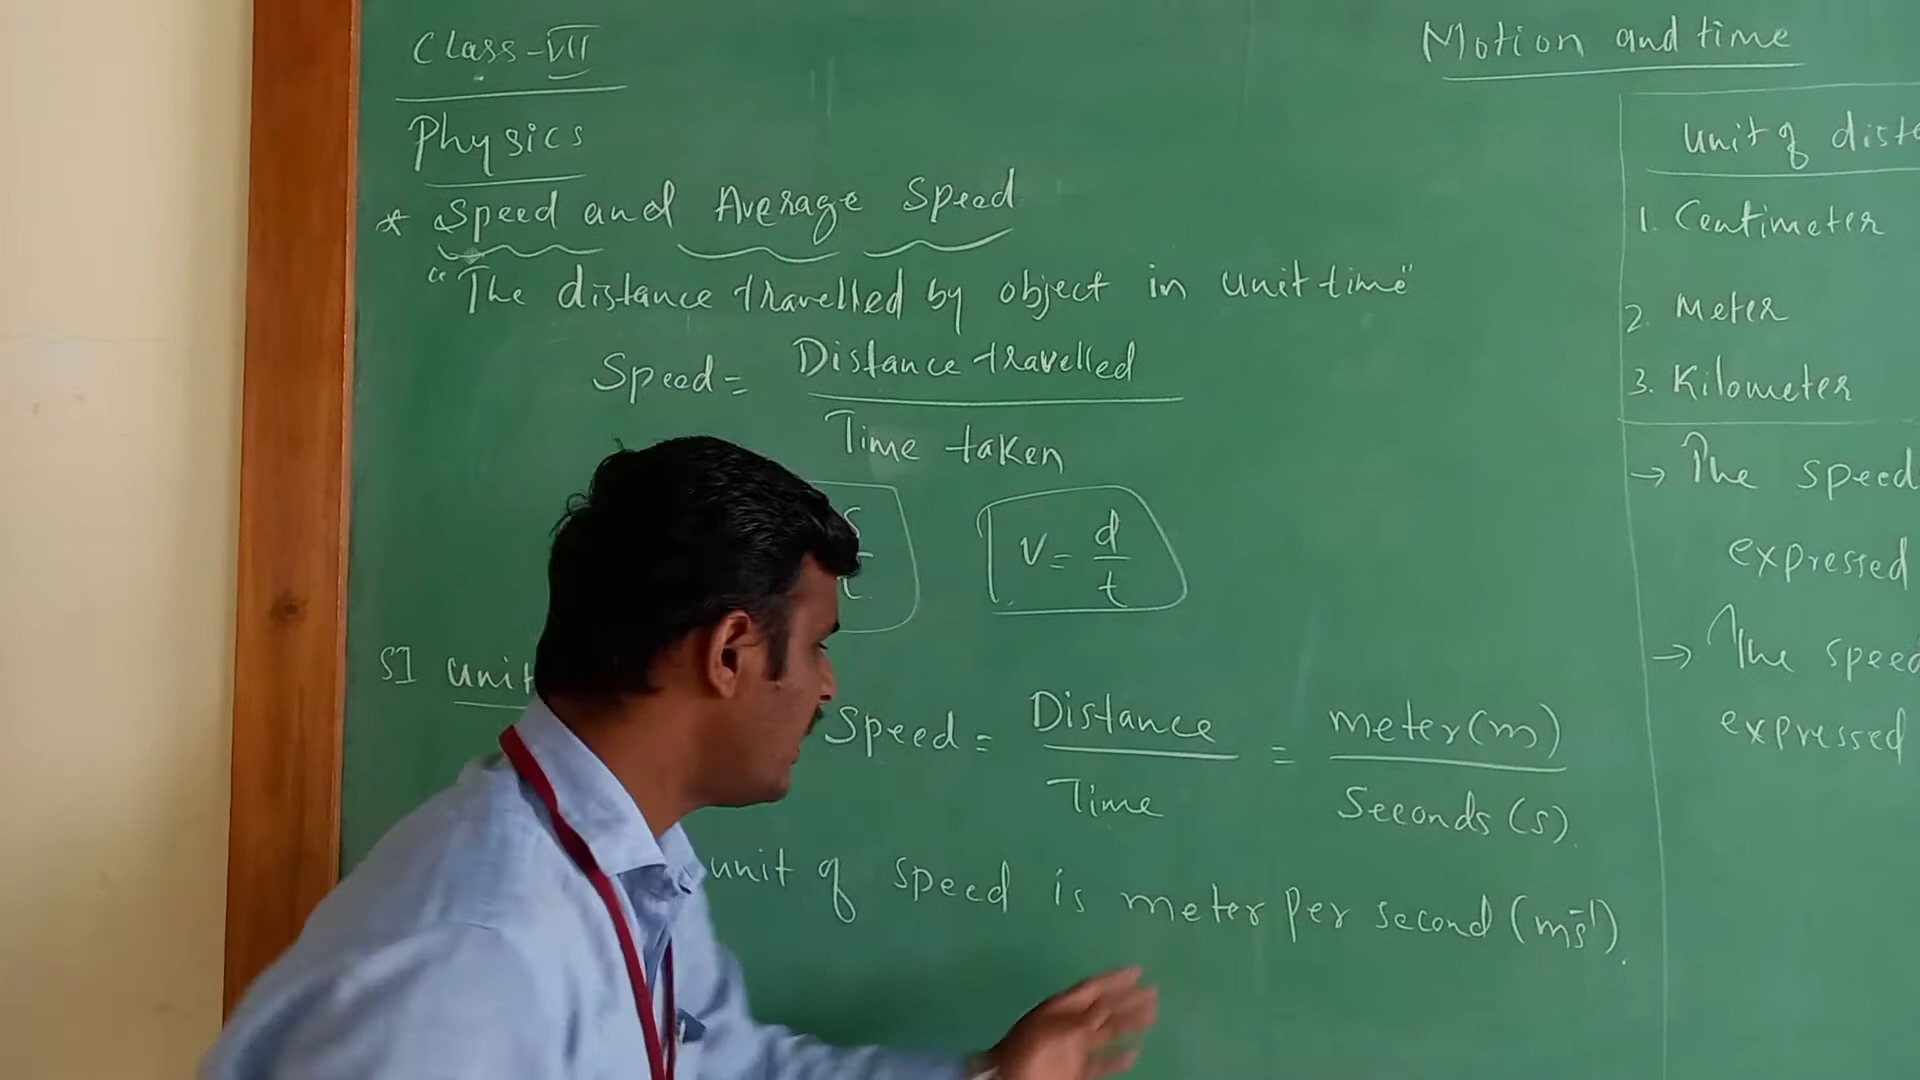 Class-VII
Physics
* Speed and Average Speed
"The distance travelled by object in unit time"
Speed = Distance travelled
Time taken
s
t
v = d
t
SI unit
Speed = Distance = meter(m)
Time Seconds (s).
unit of speed is meter per second (ms-1).
Motion and time
unit of
1. Centimeter
2. Meter
3. Kilometer
→ The speed
expressed
→ The speed
expressed